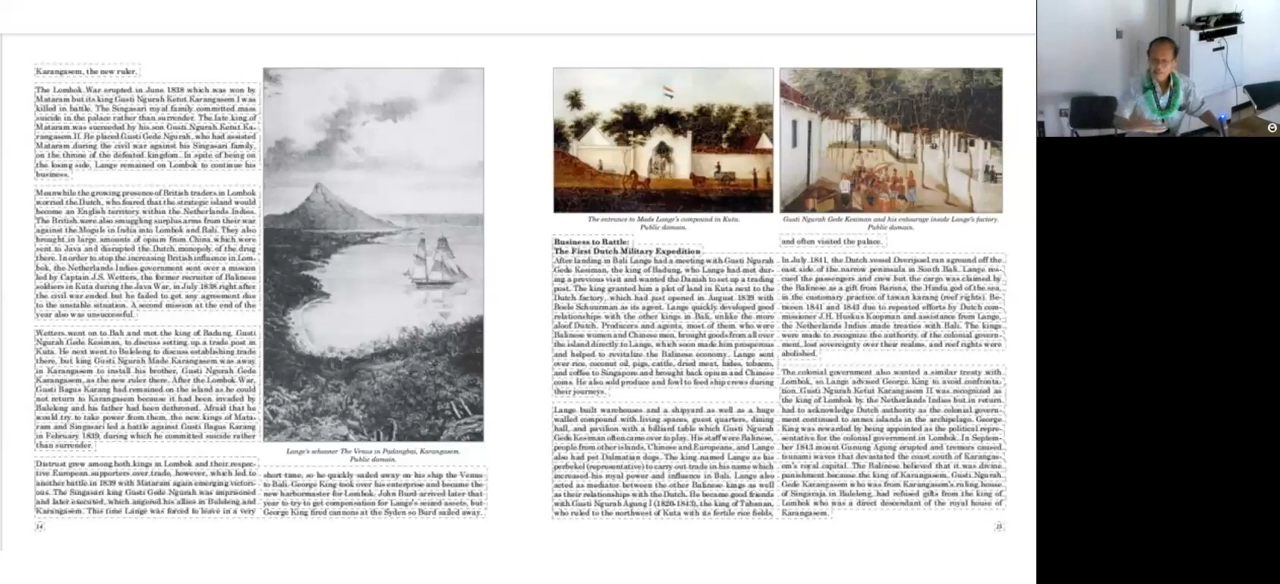 Karangasem, the new ruler.
The Lombok War erupted in June 1838 which was won by
Mataram but its king Gusti Ngurah Ketut Karangasem I was
killed in battle. The Singasari royal family committed mass
suicide in the palace rather than surrender. The late king of
Mataram was succeeded by his son Gusti Ngurah Ketut Ka-
rangasem II. He placed Gusti Gede Ngurah, who had assisted
Mataram during the civil war against his Singasari family,
on the throne of the defeated kingdom. In spite of being on
the losing side, Lange remained on Lombok to continue his
business.
Meanwhile the growing presence of British traders in Lombok
worried the Dutch, who feared that the strategic island would
become an English territory within the Netherlands Indies.
The British were also smuggling surplus arms from their war
against the Moguls in India into Lombok and Bali. They also
brought in large amounts of opium from China which were
sent to Java and disrupted the Dutch monopoly of the drug
there. In order to stop the increasing British influence in Lom-
bok, the Netherlands Indies government sent over a mission
led by Captain J.S. Wetters, the former recruiter of Balinese
soldiers in Kuta during the Java War, in July 1838 right after
the civil war ended but he failed to get any agreement due
to the unstable situation. A second mission at the end of the
year also was unsuccessful.
Wetters went on to Bali and met the king of Badung, Gusti
Ngurah Gede Kesiman, to discuss setting up a trade post in
Kuta. He next went to Buleleng to discuss establishing trade
there, but king Gusti Ngurah Made Karangasem was away
in Karangasem to install his brother, Gusti Ngurah Gede
Karangasem, as the new ruler there. After the Lombok War,
Gusti Bagus Karang had remained on the island as he could
not return to Karangasem because it had been invaded by
Buleleng and his father had been dethroned. Afraid that he
would try to take power from them, the new kings of Mata-
ram and Singasari led a battle against Gusti Bagus Karang
in February 1839, during which he committed suicide rather
than surrender.
Distrust grew among both kings in Lombok and their respec-
tive European supporters over trade, however, which led to
another battle in 1839 with Mataram again emerging victori-
ous. The Singasari king Gusti Gede Ngurah was imprisoned
and later executed, which angered his allies in Buleleng and
Karangasem. This time Lange was forced to leave in a very
14
Lange's schooner The Venus in Padangbai, Karangasem.
Public domain.
short time, so he quickly sailed away on his ship the Venus
to Bali. George King took over his enterprise and became the
new harbormaster for Lombok. John Burd arrived later that
year to try to get compensation for Lange's seized assets, but
George King fired cannons at the Syden so Burd sailed away.
The entrance to Mads Lange's compound in Kuta.
Public domain.
Business to Battle:
The First Dutch Military Expedition
After landing in Bali Lange had a meeting with Gusti Ngurah
Gede Kesiman, the king of Badung, who Lange had met dur-
ing a previous visit and wanted the Danish to set up a trading
post. The king granted him a plot of land in Kuta next to the
Dutch factory, which had just opened in August 1839 with
Boele Schuurman as its agent. Lange quickly developed good
relationships with the other kings in Bali, unlike the more
aloof Dutch. Producers and agents, most of them who were
Balinese women and Chinese men, brought goods from all over
the island directly to Lange, which soon made him prosperous
and helped to revitalize the Balinese economy. Lange sent
over rice, coconut oil, pigs, cattle, dried meat, hides, tobacco,
and coffee to Singapore and brought back opium and Chinese
coins. He also sold produce and fowl to feed ship crews during
their journeys.
Lange built warehouses and a shipyard as well as a huge
walled compound with living spaces, guest quarters, dining
hall, and pavilion with a billiard table which Gusti Ngurah
Gede Kesiman often came over to play. His staff were Balinese,
people from other islands, Chinese and Europeans, and Lange
also had pet Dalmatian dogs. The king named Lange as his
perbekel (representative) to carry out trade in his name which
increased his royal power and influence in Bali. Lange also
acted as mediator between the other Balinese kings as well
as their relationships with the Dutch. He became good friends
with Gusti Ngurah Agung I (1820-1843), the king of Tabanan,
who ruled to the northwest of Kuta with its fertile rice fields,
Gusti Ngurah Gede Kesiman and his entourage inside Lange's factory.
Public domain.
and often visited the palace.
In July 1841, the Dutch vessel Overijssel ran aground off the
east side of the narrow peninsula in South Bali. Lange res-
cued the passengers and crew but the cargo was claimed by
the Balinese as a gift from Baruna, the Hindu god of the sea,
in the customary practice of tawan karang (reef rights). Be-
tween 1841 and 1843 due to repeated efforts by Dutch com-
missioner J.H. Huskus Koopman and assistance from Lange,
the Netherlands Indies made treaties with Bali. The kings
were made to recognize the authority of the colonial govern-
ment, lost sovereignty over their realms, and reef rights were
abolished.
The colonial government also wanted a similar treaty with
Lombok, so Lange advised George King to avoid confronta-
tion. Gusti Ngurah Ketut Karangasem II was recognized as
the king of Lombok by the Netherlands Indies but in return
had to acknowledge Dutch authority as the colonial govern-
ment continued to annex islands in the archipelago. George
King was rewarded by being appointed as the political repre-
sentative for the colonial government in Lombok. In Septem-
ber 1843 mount Gunung Agung erupted and tremors caused
tsunami waves that devastated the coast south of Karangas-
em's royal capital. The Balinese believed that it was divine
punishment because the king of Karangasem, Gusti Ngurah
Gede Karangasem who was from Karangasem's ruling house
of Singaraja in Buleleng, had refused gifts from the king of
Lombok who was a direct descendant of the royal house of
Karangasem.